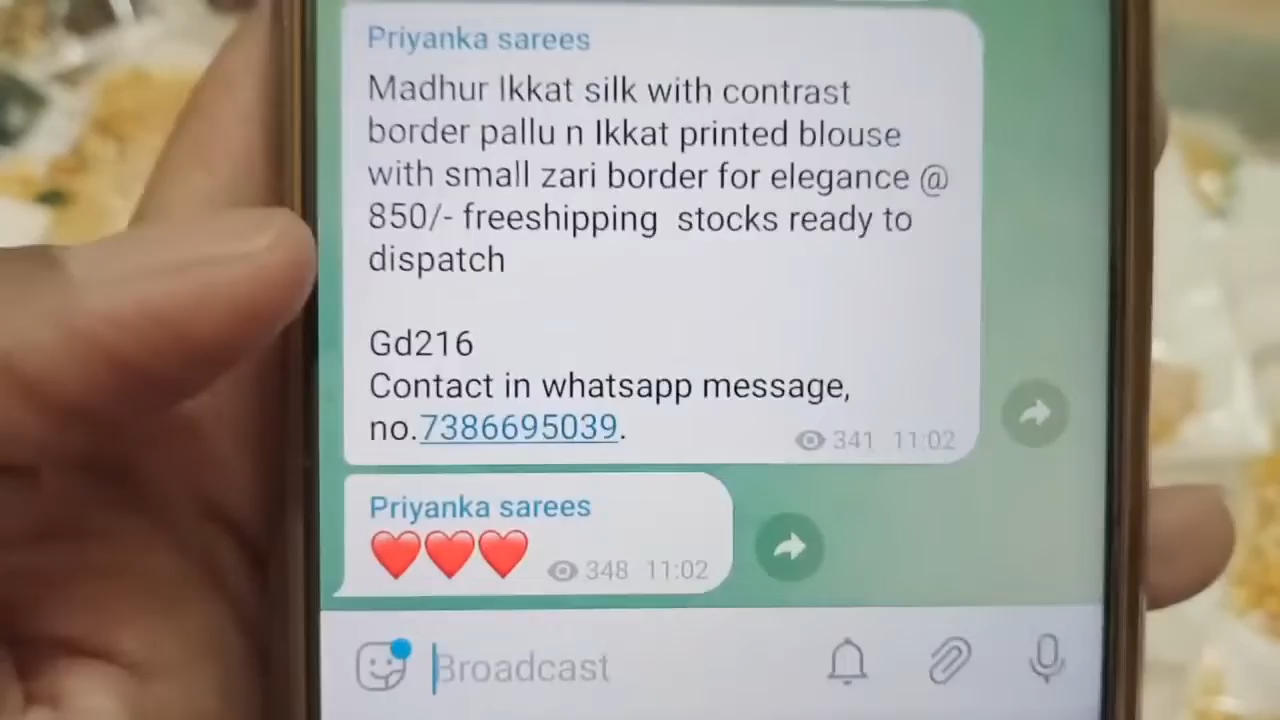 Priyanka sarees
Madhur Ikkat silk with contrast
border pallu n Ikkat printed blouse
with small zari border for elegance @
850/- freeshipping  stocks ready to
dispatch
Gd216
Contact in whatsapp message,
no.7386695039.
341 11:02
Priyanka sarees
❤️❤️❤️ 348 11:02
Broadcast